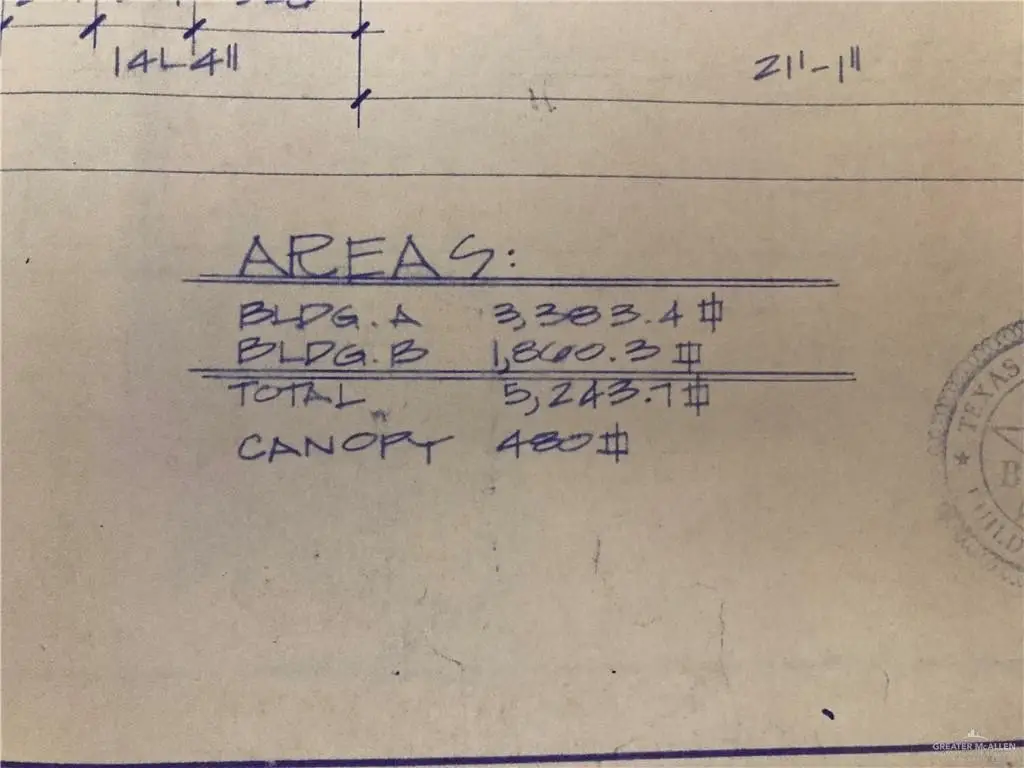 14'-4"
21"-1"
AREAS:
BLDG. A 3,383.4 ⌗
BLDG. B 1,860.3 ⌗
TOTAL 5,243.7 ⌗
CANOPY 480 ⌗
TEXAS
GREATER McALLEN